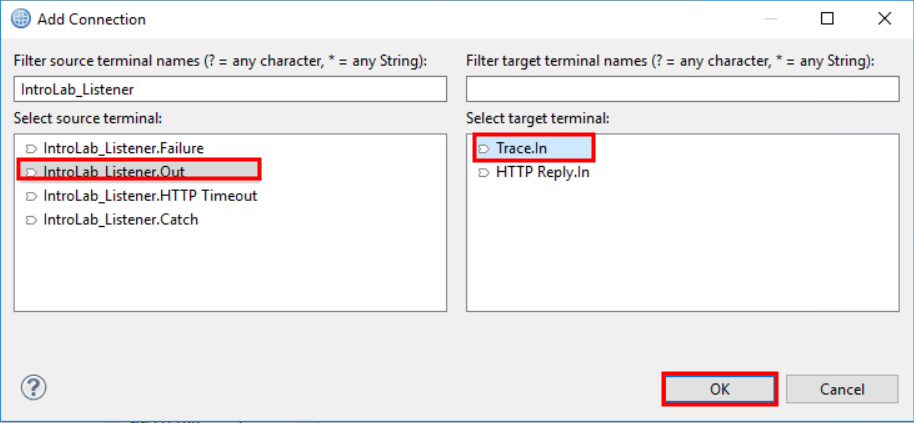 Add Connection
Filter source terminal names (? = any character, * = any String):
IntroLab_Listener
Select source terminal:
IntroLab_Listener.Failure
IntroLab_Listener.Out
IntroLab_Listener.HTTP Timeout
IntroLab_Listener.Catch
Filter target terminal names (? = any character, * = any String):
Select target terminal:
Trace.In
HTTP Reply.In
?
OK
Cancel